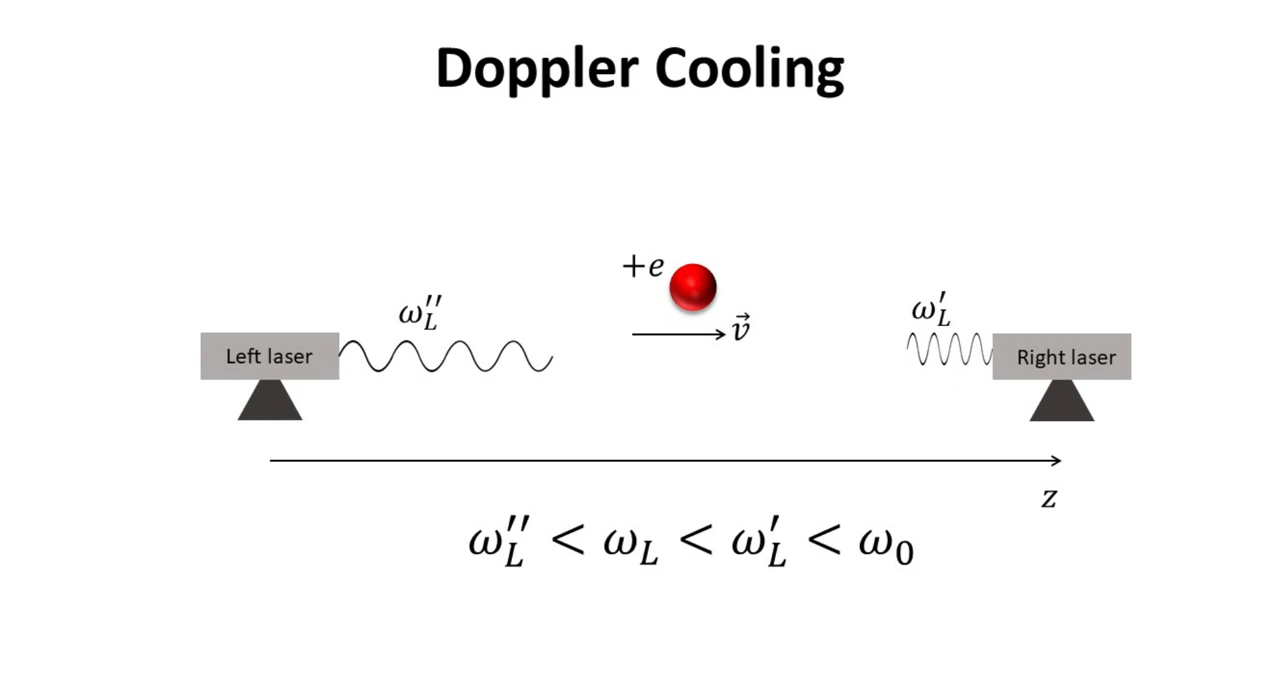 Doppler Cooling
+e
ω″_L
ω′_L
v⃗
Left laser
Right laser
z
ω″_L < ω_L < ω′_L < ω_0